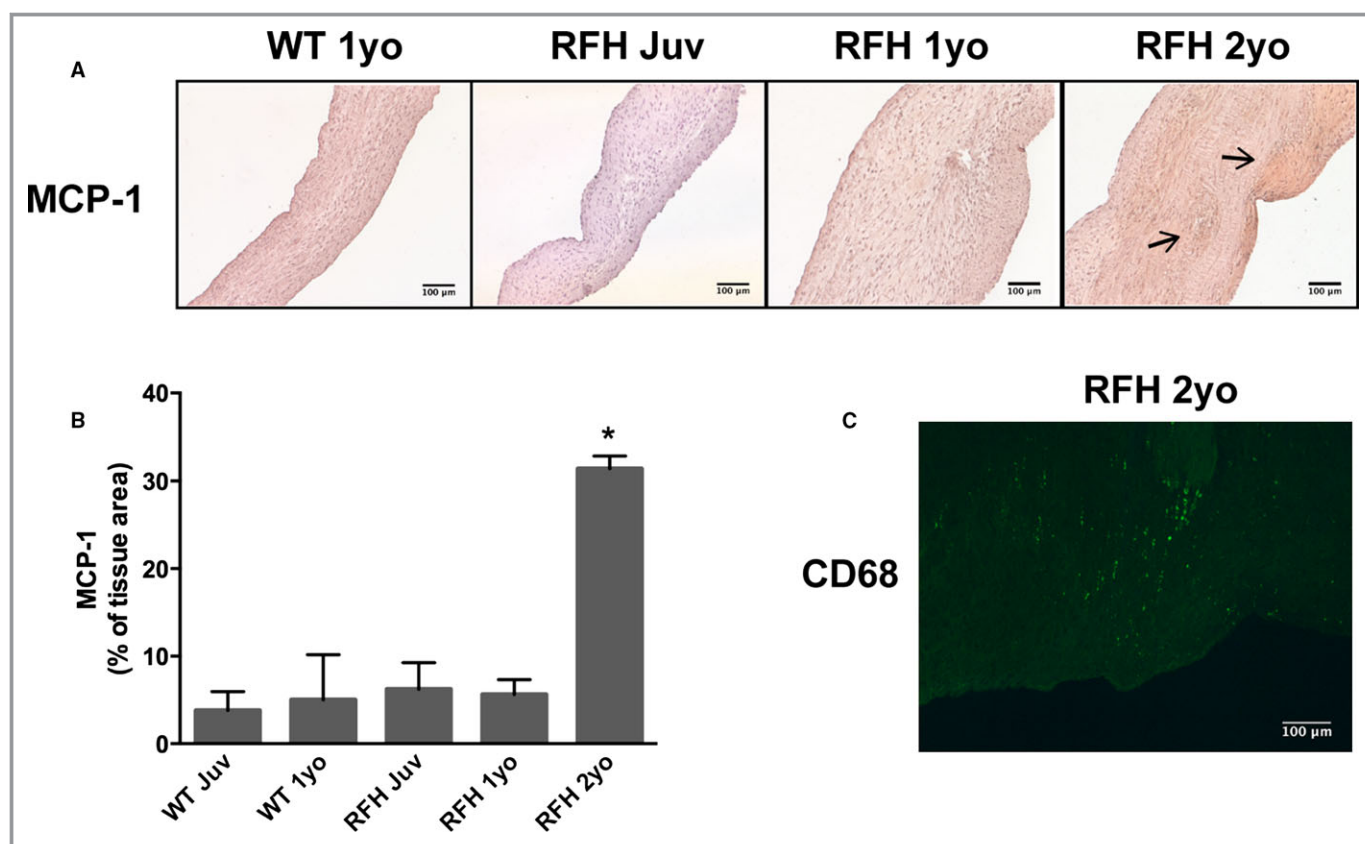 WT 1yo RFH Juv RFH 1yo RFH 2yo
A
MCP-1
100 µm 100 µm 100 µm 100 µm
B
MCP-1
(% of tissue area)
40
30
20
10
0
*
WT Juv
WT 1yo
RFH Juv
RFH 1yo
RFH 2yo
RFH 2yo
C
CD68
100 µm